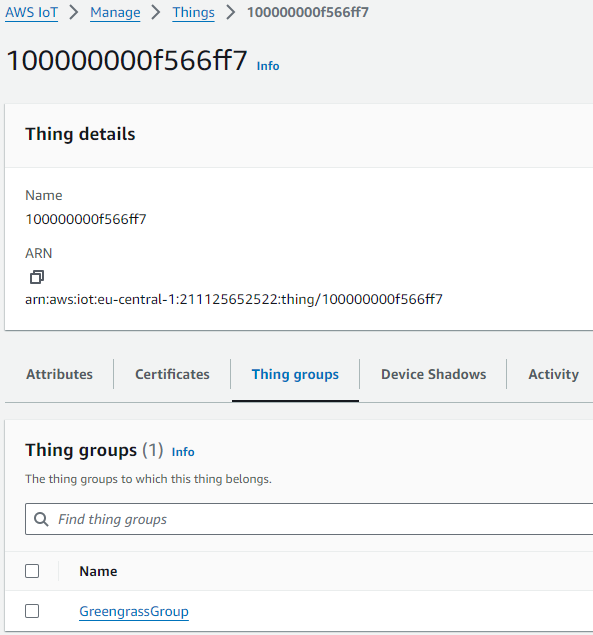 AWS IoT > Manage > Things > 100000000f566ff7
100000000f566ff7 Info
Thing details
Name
100000000f566ff7
ARN
arn:aws:iot:eu-central-1:211125652522:thing/100000000f566ff7
Attributes Certificates Thing groups Device Shadows Activity
Thing groups (1) Info
The thing groups to which this thing belongs.
Find thing groups
Name
GreengrassGroup